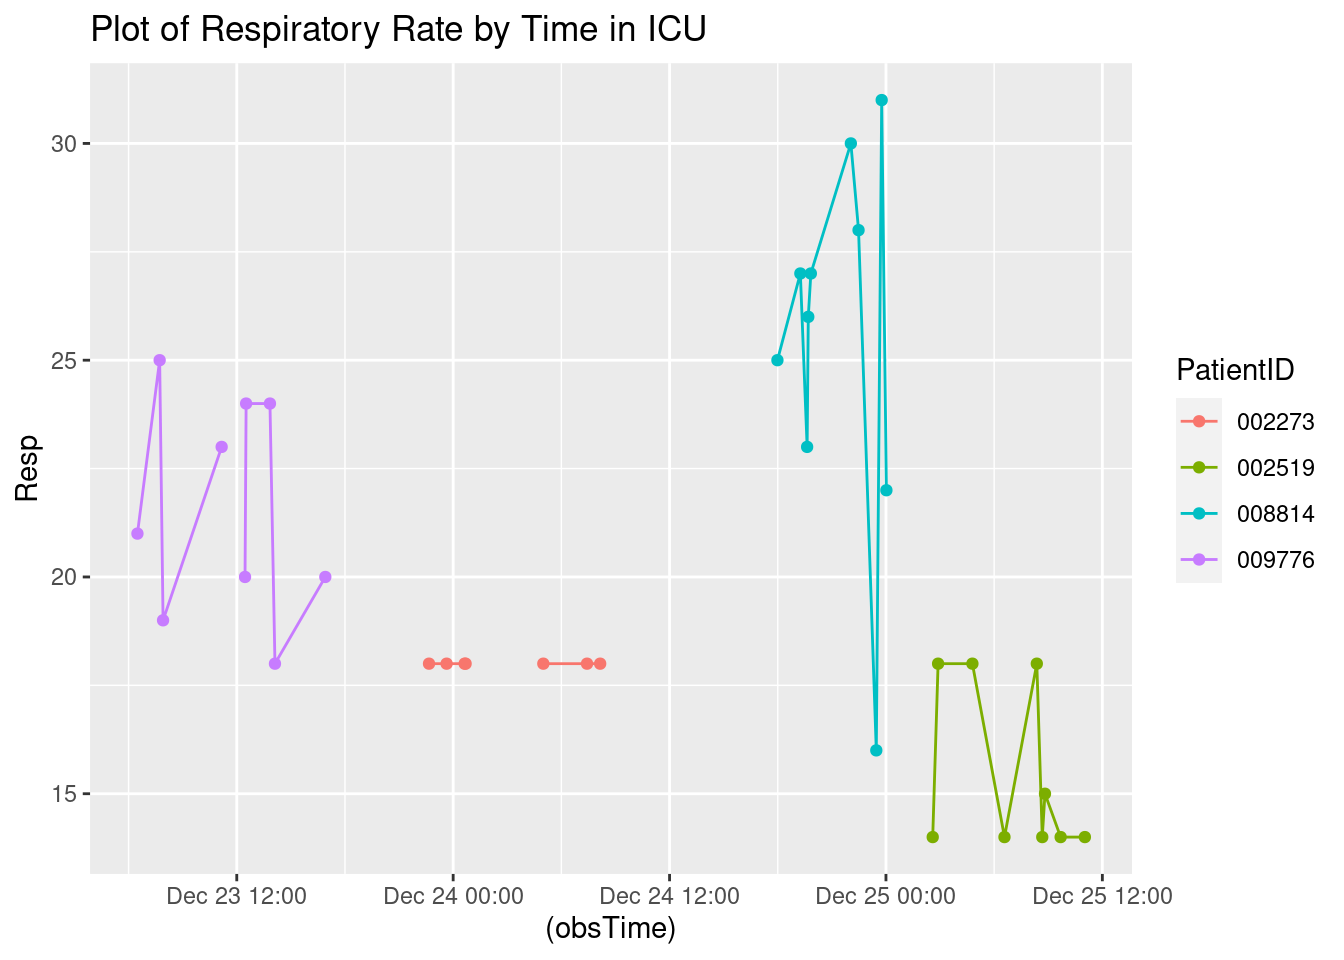 Plot of Respiratory Rate by Time in ICU
Resp
30
25
20
15
Dec 23 12:00 Dec 24 00:00 Dec 24 12:00 Dec 25 00:00 Dec 25 12:00
(obsTime)
PatientID
002273
002519
008814
009776